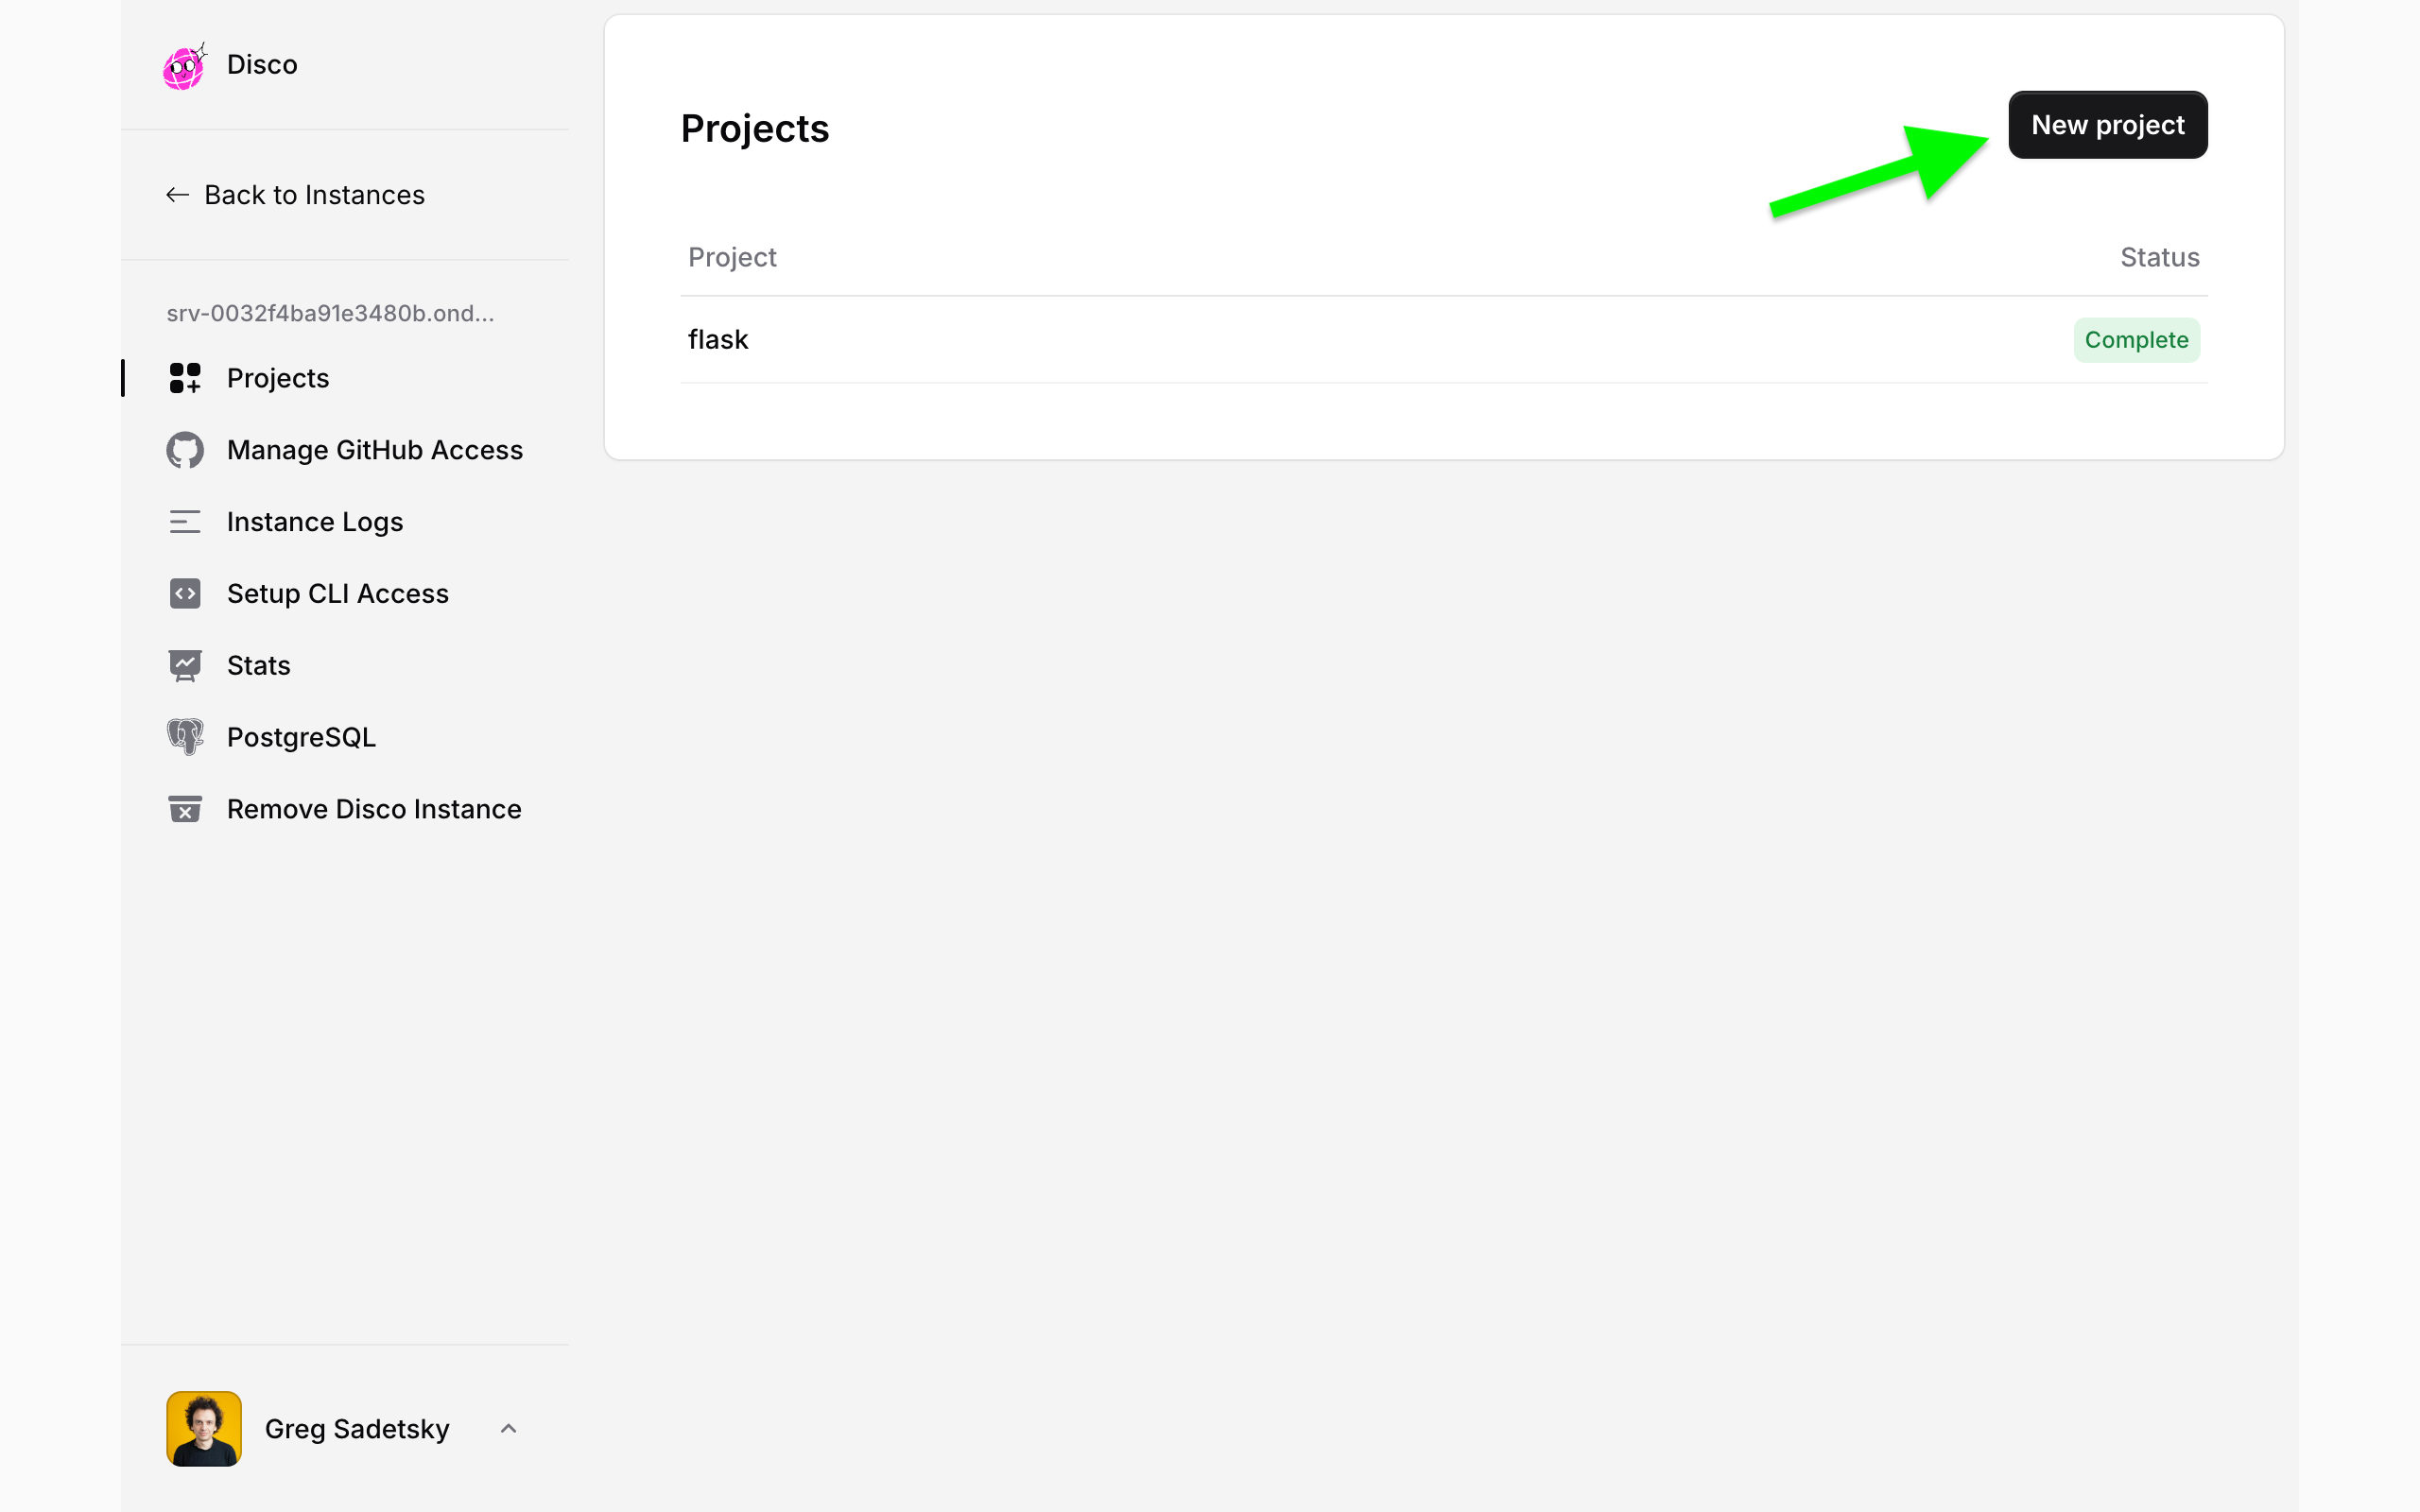 Disco
Back to Instances
srv-0032f4ba91e3480b.ond...
Projects
Manage GitHub Access
Instance Logs
Setup CLI Access
Stats
PostgreSQL
Remove Disco Instance
Greg Sadetsky
Projects
New project
Project Status
flask Complete